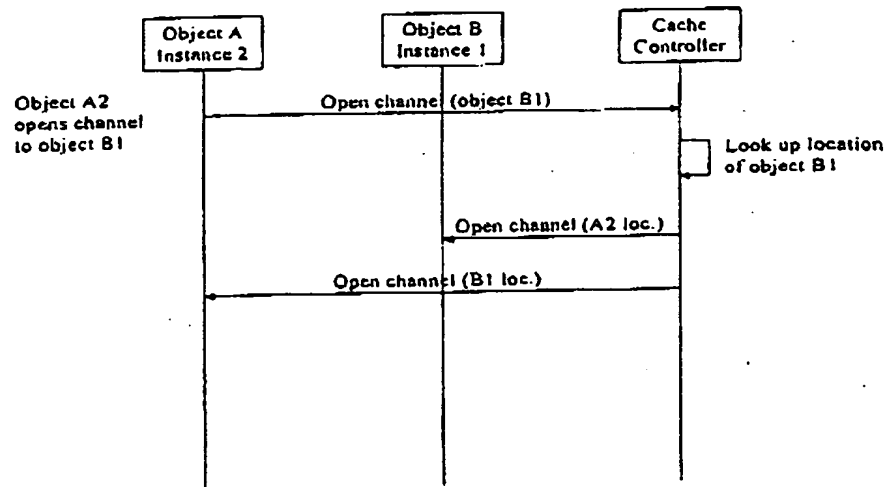 Object A
Instance 2
Object B
Instance 1
Cache
Controller
Object A2
opens channel
to object B1
Open channel (object B1)
Look up location
of object B1
Open channel (A2 loc.)
Open channel (B1 loc.)